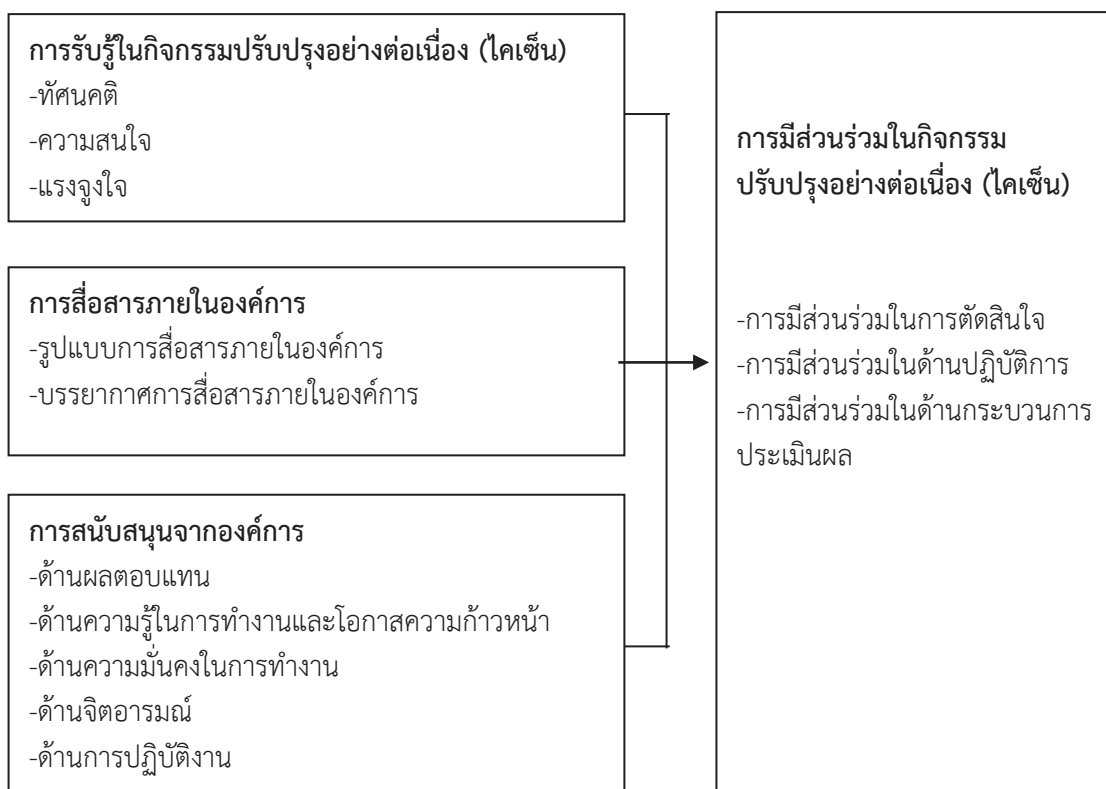 การรับรู้ในกิจกรรมปรับปรุงอย่างต่อเนื่อง (ไคเซ็น)
-ทัศนคติ
-ความสนใจ
-แรงจูงใจ
การสื่อสารภายในองค์การ
-รูปแบบการสื่อสารภายในองค์การ
-บรรยากาศการสื่อสารภายในองค์การ
การสนับสนุนจากองค์การ
-ด้านผลตอบแทน
-ด้านความรู้ในการทำงานและโอกาสความก้าวหน้า
-ด้านความมั่นคงในการทำงาน
-ด้านจิตอารมณ์
-ด้านการปฏิบัติงาน
การมีส่วนร่วมในกิจกรรม
ปรับปรุงอย่างต่อเนื่อง (ไคเซ็น)
-การมีส่วนร่วมในการตัดสินใจ
-การมีส่วนร่วมในด้านปฏิบัติการ
-การมีส่วนร่วมในด้านกระบวนการ
ประเมินผล